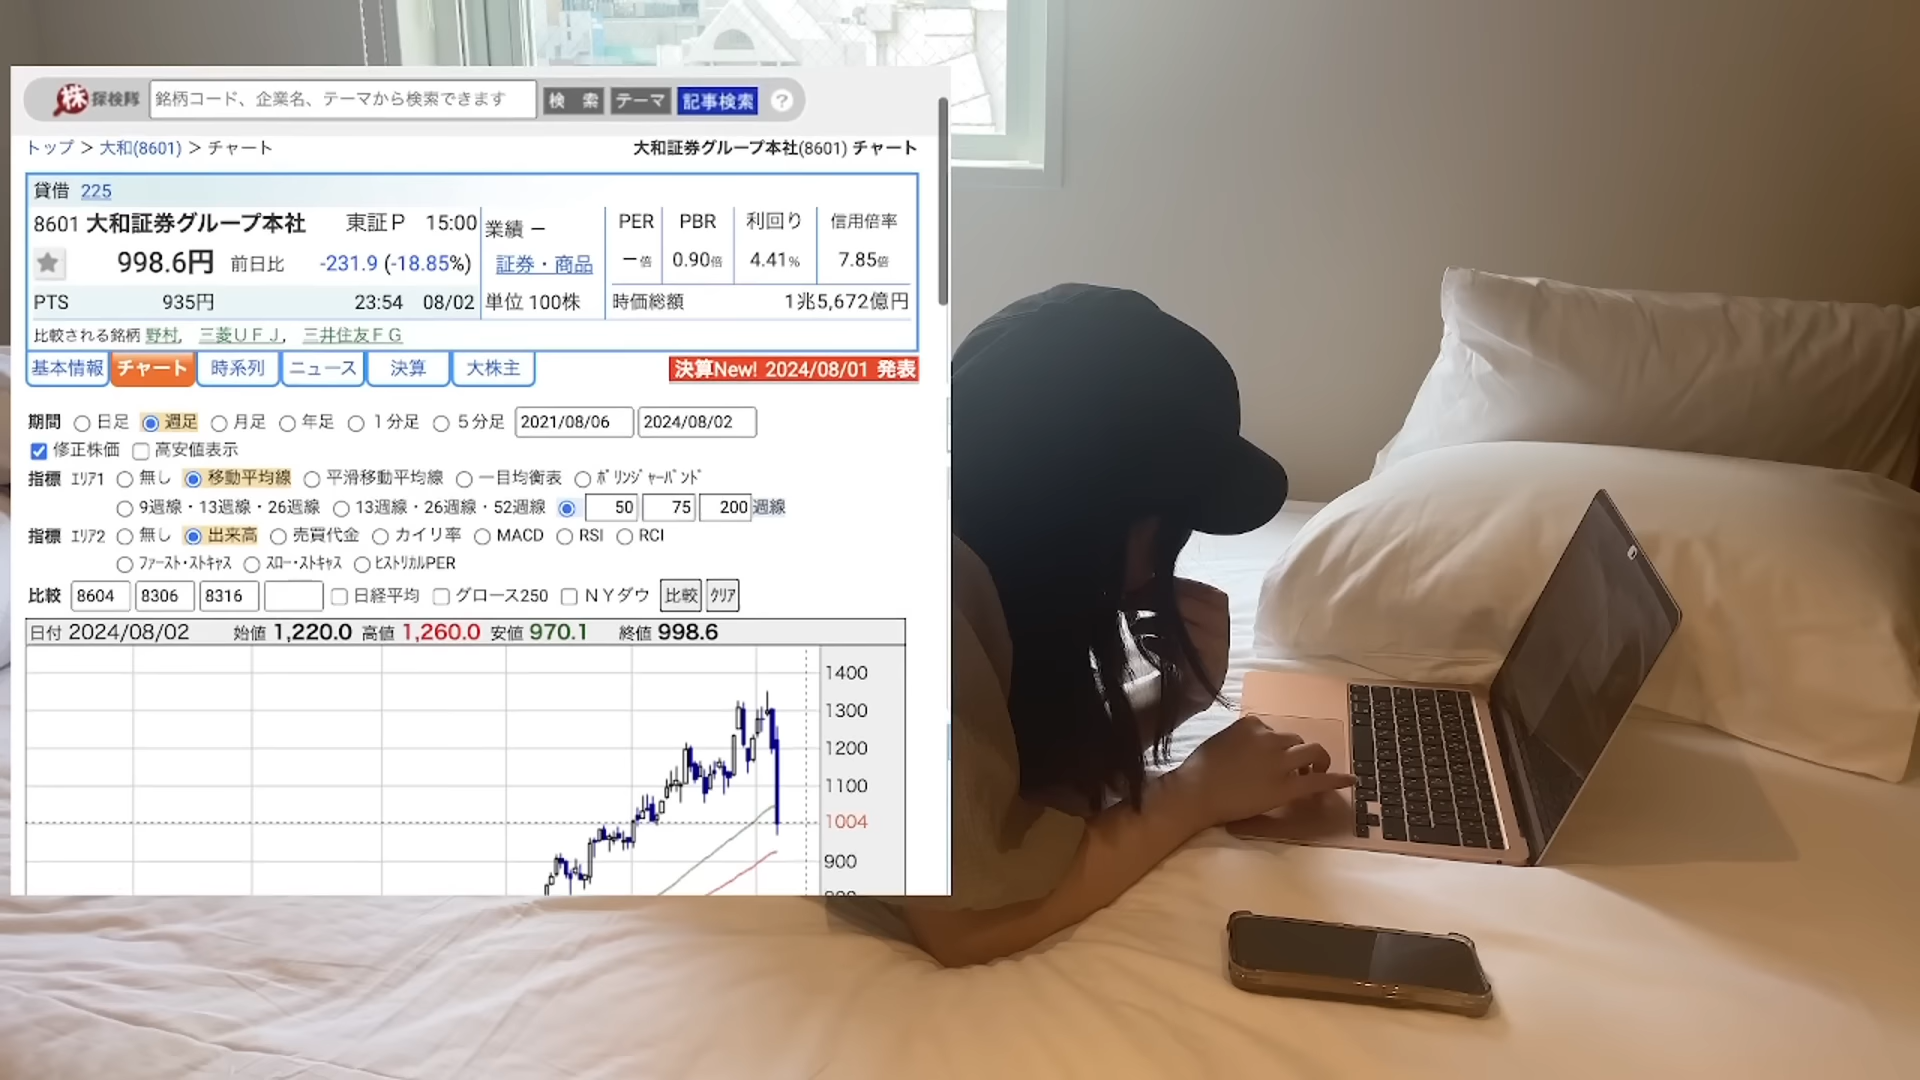 株探検隊 銘柄コード、企業名、テーマから検索できます 検 索 テーマ 記事検索 ?
トップ > 大和(8601) > チャート 大和証券グループ本社(8601) チャート
貸借 225
8601 大和証券グループ本社 東証Ｐ 15:00
998.6円 前日比 -231.9 (-18.85%)
PTS 935円 23:54 08/02
業績 ー
証券・商品
単位 100株
PER PBR 利回り 信用倍率
ー倍 0.90倍 4.41% 7.85倍
時価総額 1兆5,672億円
比較される銘柄 野村, 三菱ＵＦＪ, 三井住友ＦＧ
基本情報 チャート 時系列 ニュース 決算 大株主 決算New! 2024/08/01 発表
期間 日足 週足 月足 年足 １分足 ５分足 2021/08/06 2024/08/02
修正株価 高安値表示
指標 ｴﾘｱ1 無し 移動平均線 平滑移動平均線 一目均衡表 ﾎﾞﾘﾝｼﾞｬｰﾊﾞﾝﾄﾞ
9週線・13週線・26週線 13週線・26週線・52週線 50 75 200 週線
指標 ｴﾘｱ2 無し 出来高 売買代金 カイリ率 MACD RSI RCI
ﾌｧｰｽﾄ･ｽﾄｷｬｽ ｽﾛｰ･ｽﾄｷｬｽ ﾋｽﾄﾘｶﾙPER
比較 8604 8306 8316 日経平均 グロース250 ＮＹダウ 比較 ｸﾘｱ
日付 2024/08/02 始値 1,220.0 高値 1,260.0 安値 970.1 終値 998.6
1400
1300
1200
1100
1004
900